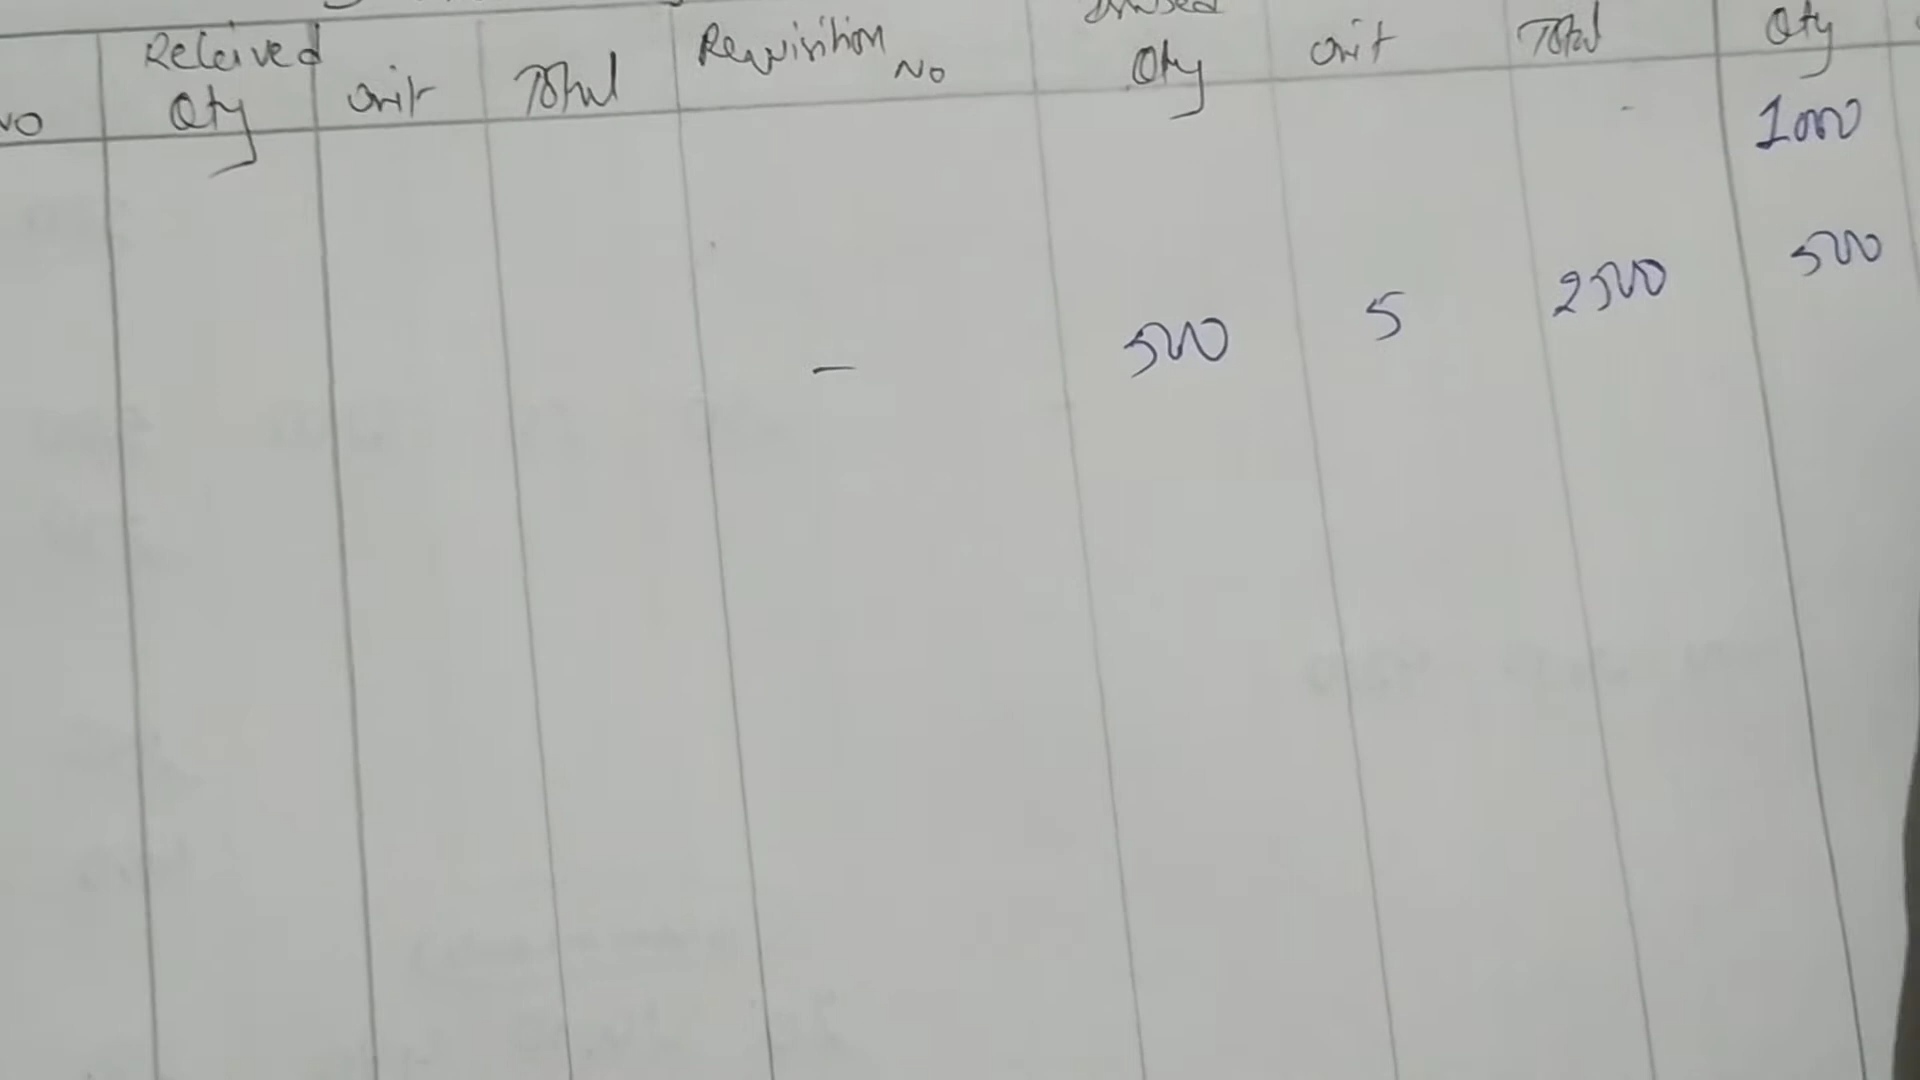 Received Requisition
No Qty unit Total No Qty unit Total Qty
1000
- 500 5 2500 500